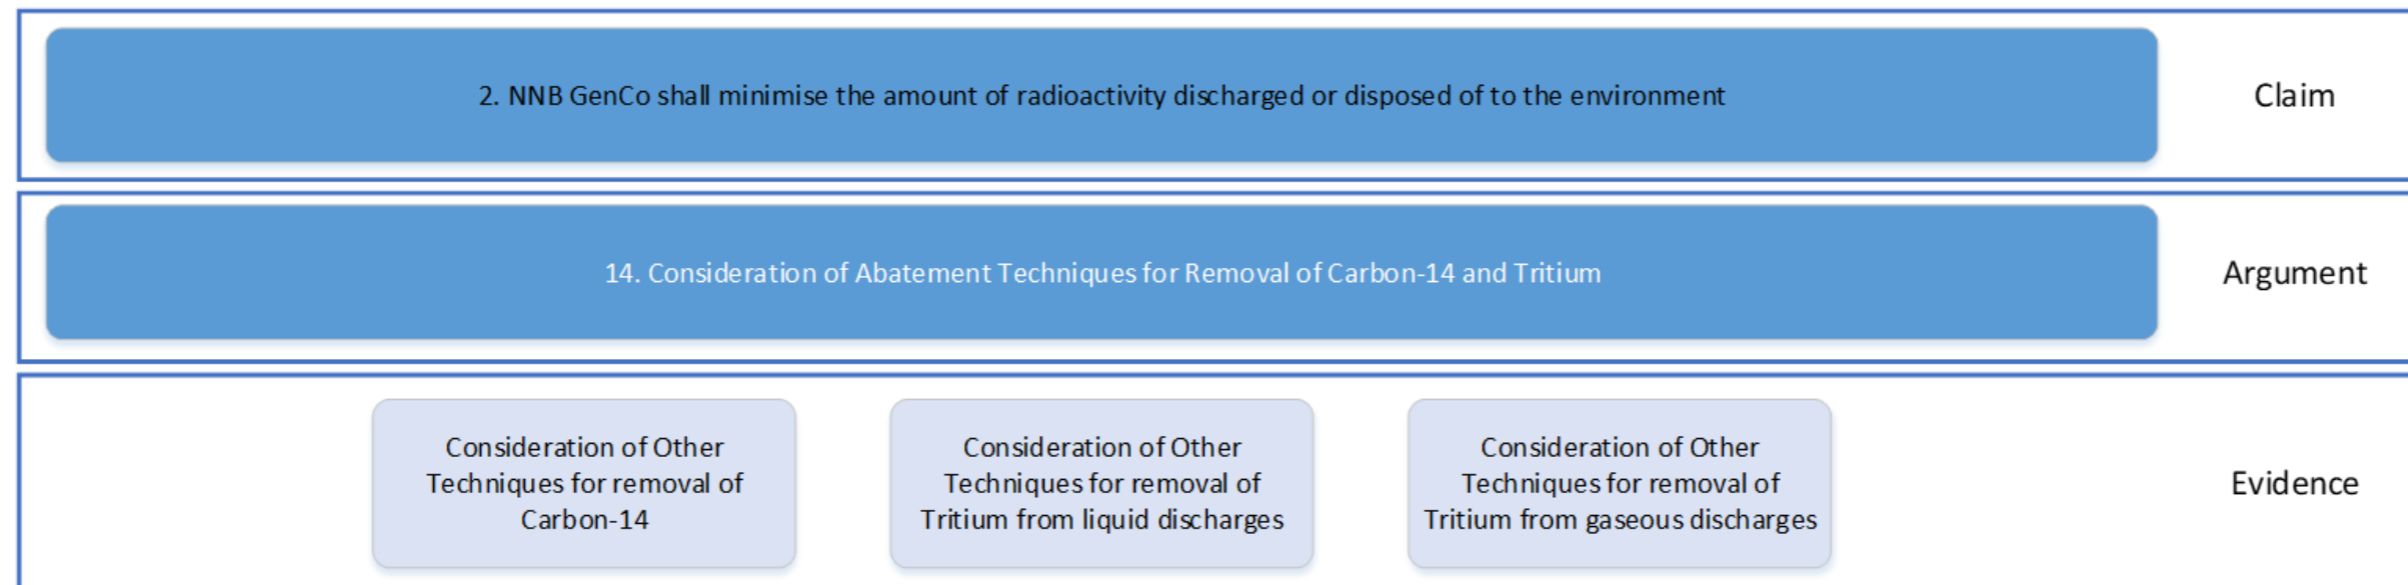 2. NNB GenCo shall minimise the amount of radioactivity discharged or disposed of to the environment
Claim
14. Consideration of Abatement Techniques for Removal of Carbon-14 and Tritium
Argument
Consideration of Other
Techniques for removal of
Carbon-14
Consideration of Other
Techniques for removal of
Tritium from liquid discharges
Consideration of Other
Techniques for removal of
Tritium from gaseous discharges
Evidence